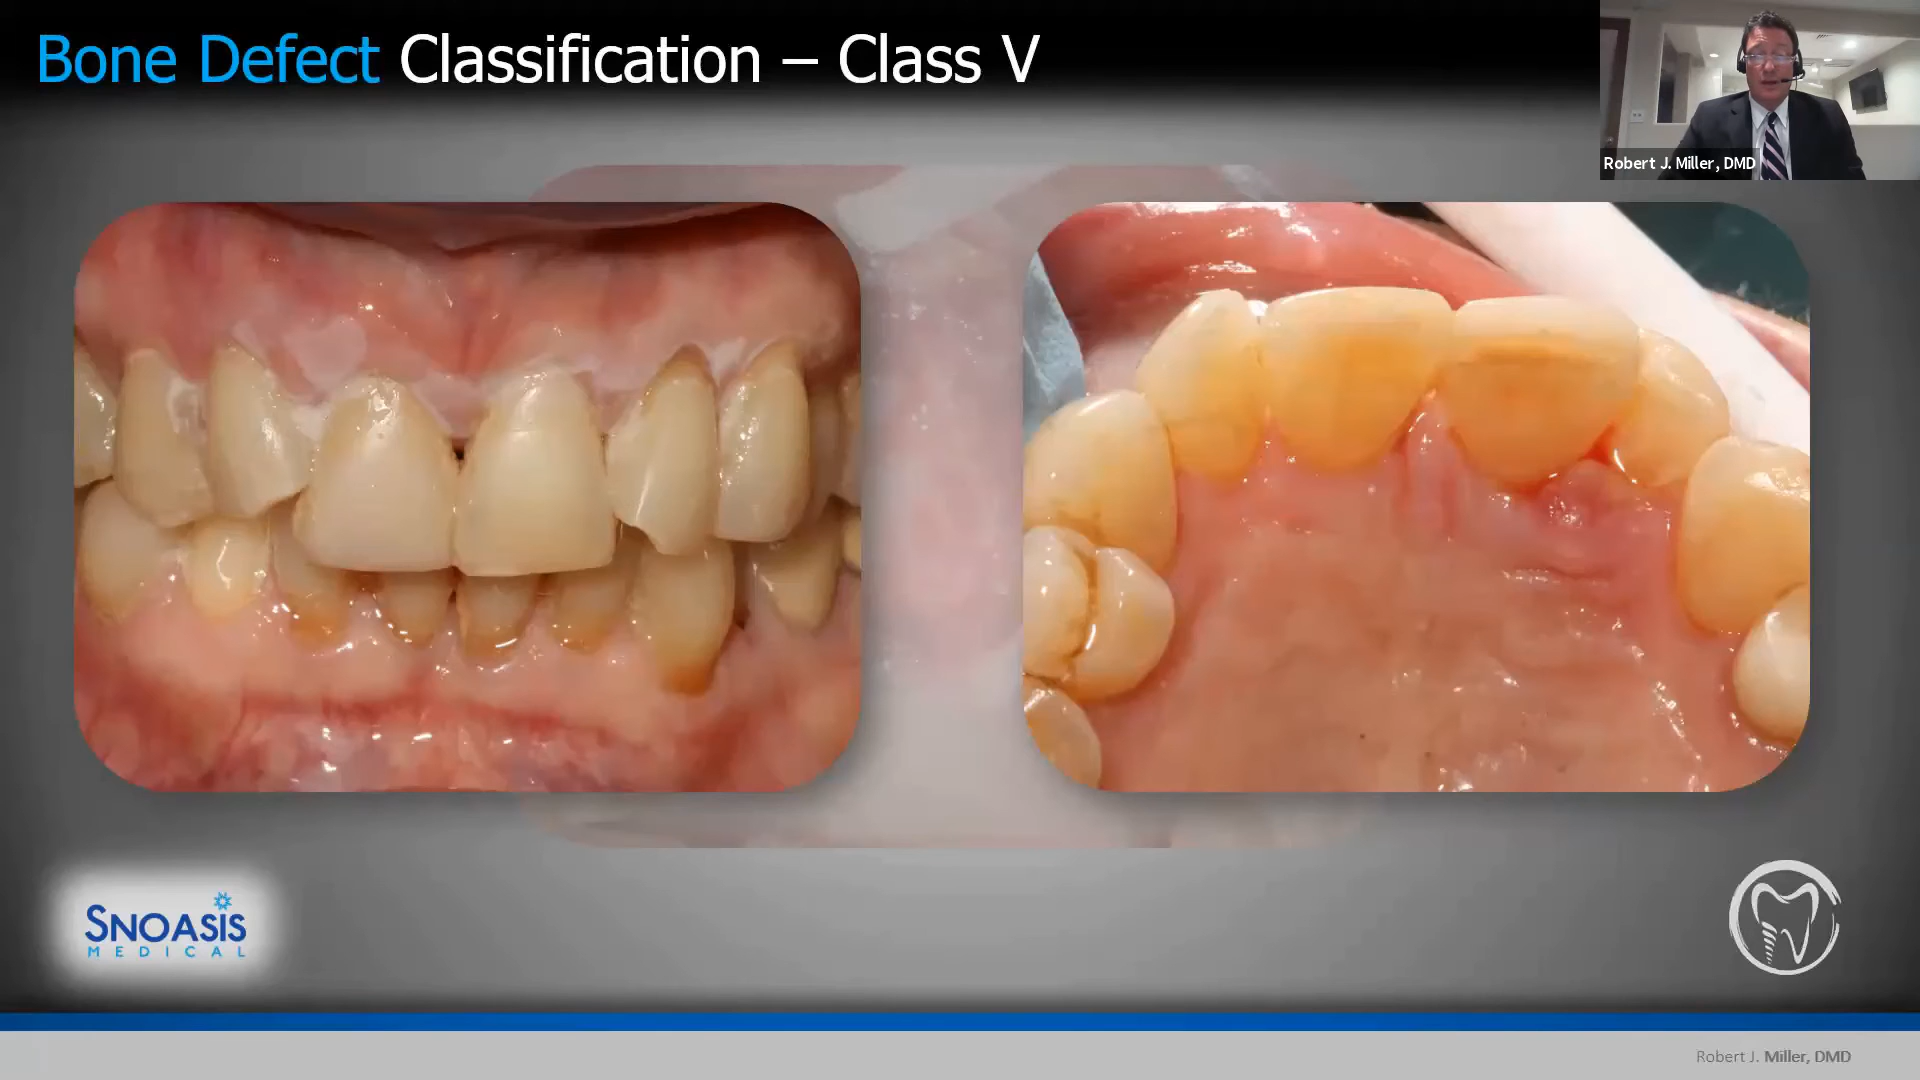 Bone Defect Classification – Class V
Robert J. Miller, DMD
SNOASIS
MEDICAL
Robert J. Miller, DMD